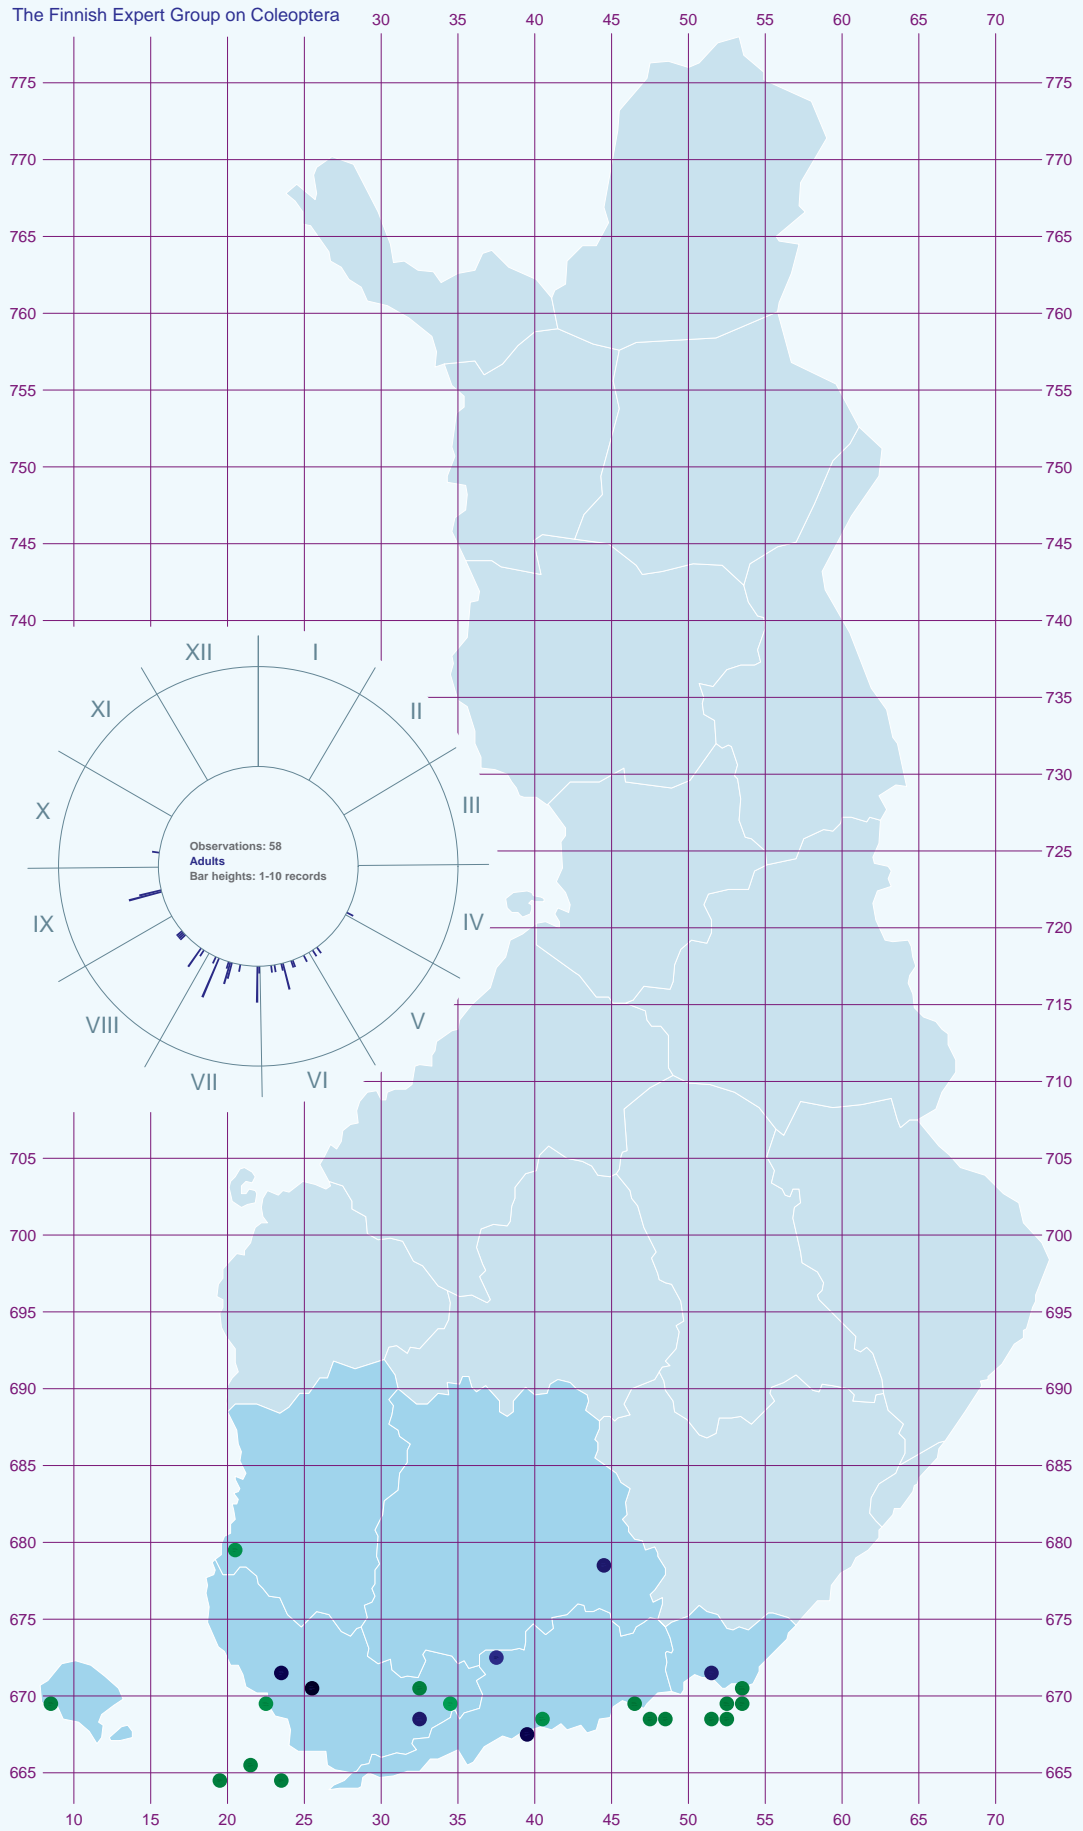 The Finnish Expert Group on Coleoptera
30 40 45 50 55 60 65 70
775 775
770 770
765 765
760 760
755 755
750 750
745 745
740 740
XII I
XI II
735
730
X III
Observations: 58
Adults
Bar heights: 1-10 records
725
IX IV
720
VIII V
715
VII VI
710
705 705
700 700
695 695
690 690
685 685
680 680
675 675
670 670
665 665
10 15 20 25 30 35 40 45 50 55 60 65 70